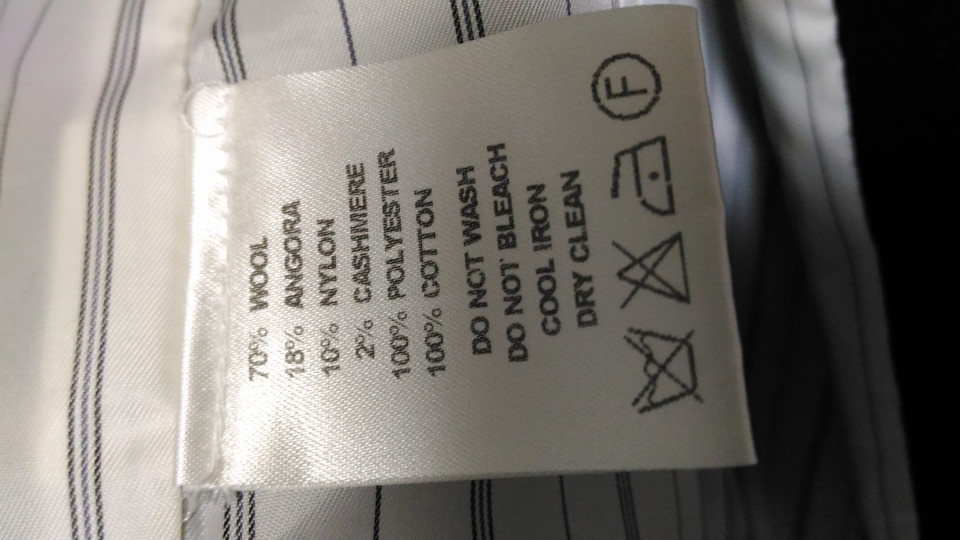 70% WOOL
18% ANGORA
10% NYLON
2% CASHMERE
100% POLYESTER
100% COTTON
DO NOT WASH
DO NOT BLEACH
COOL IRON
DRY CLEAN
F